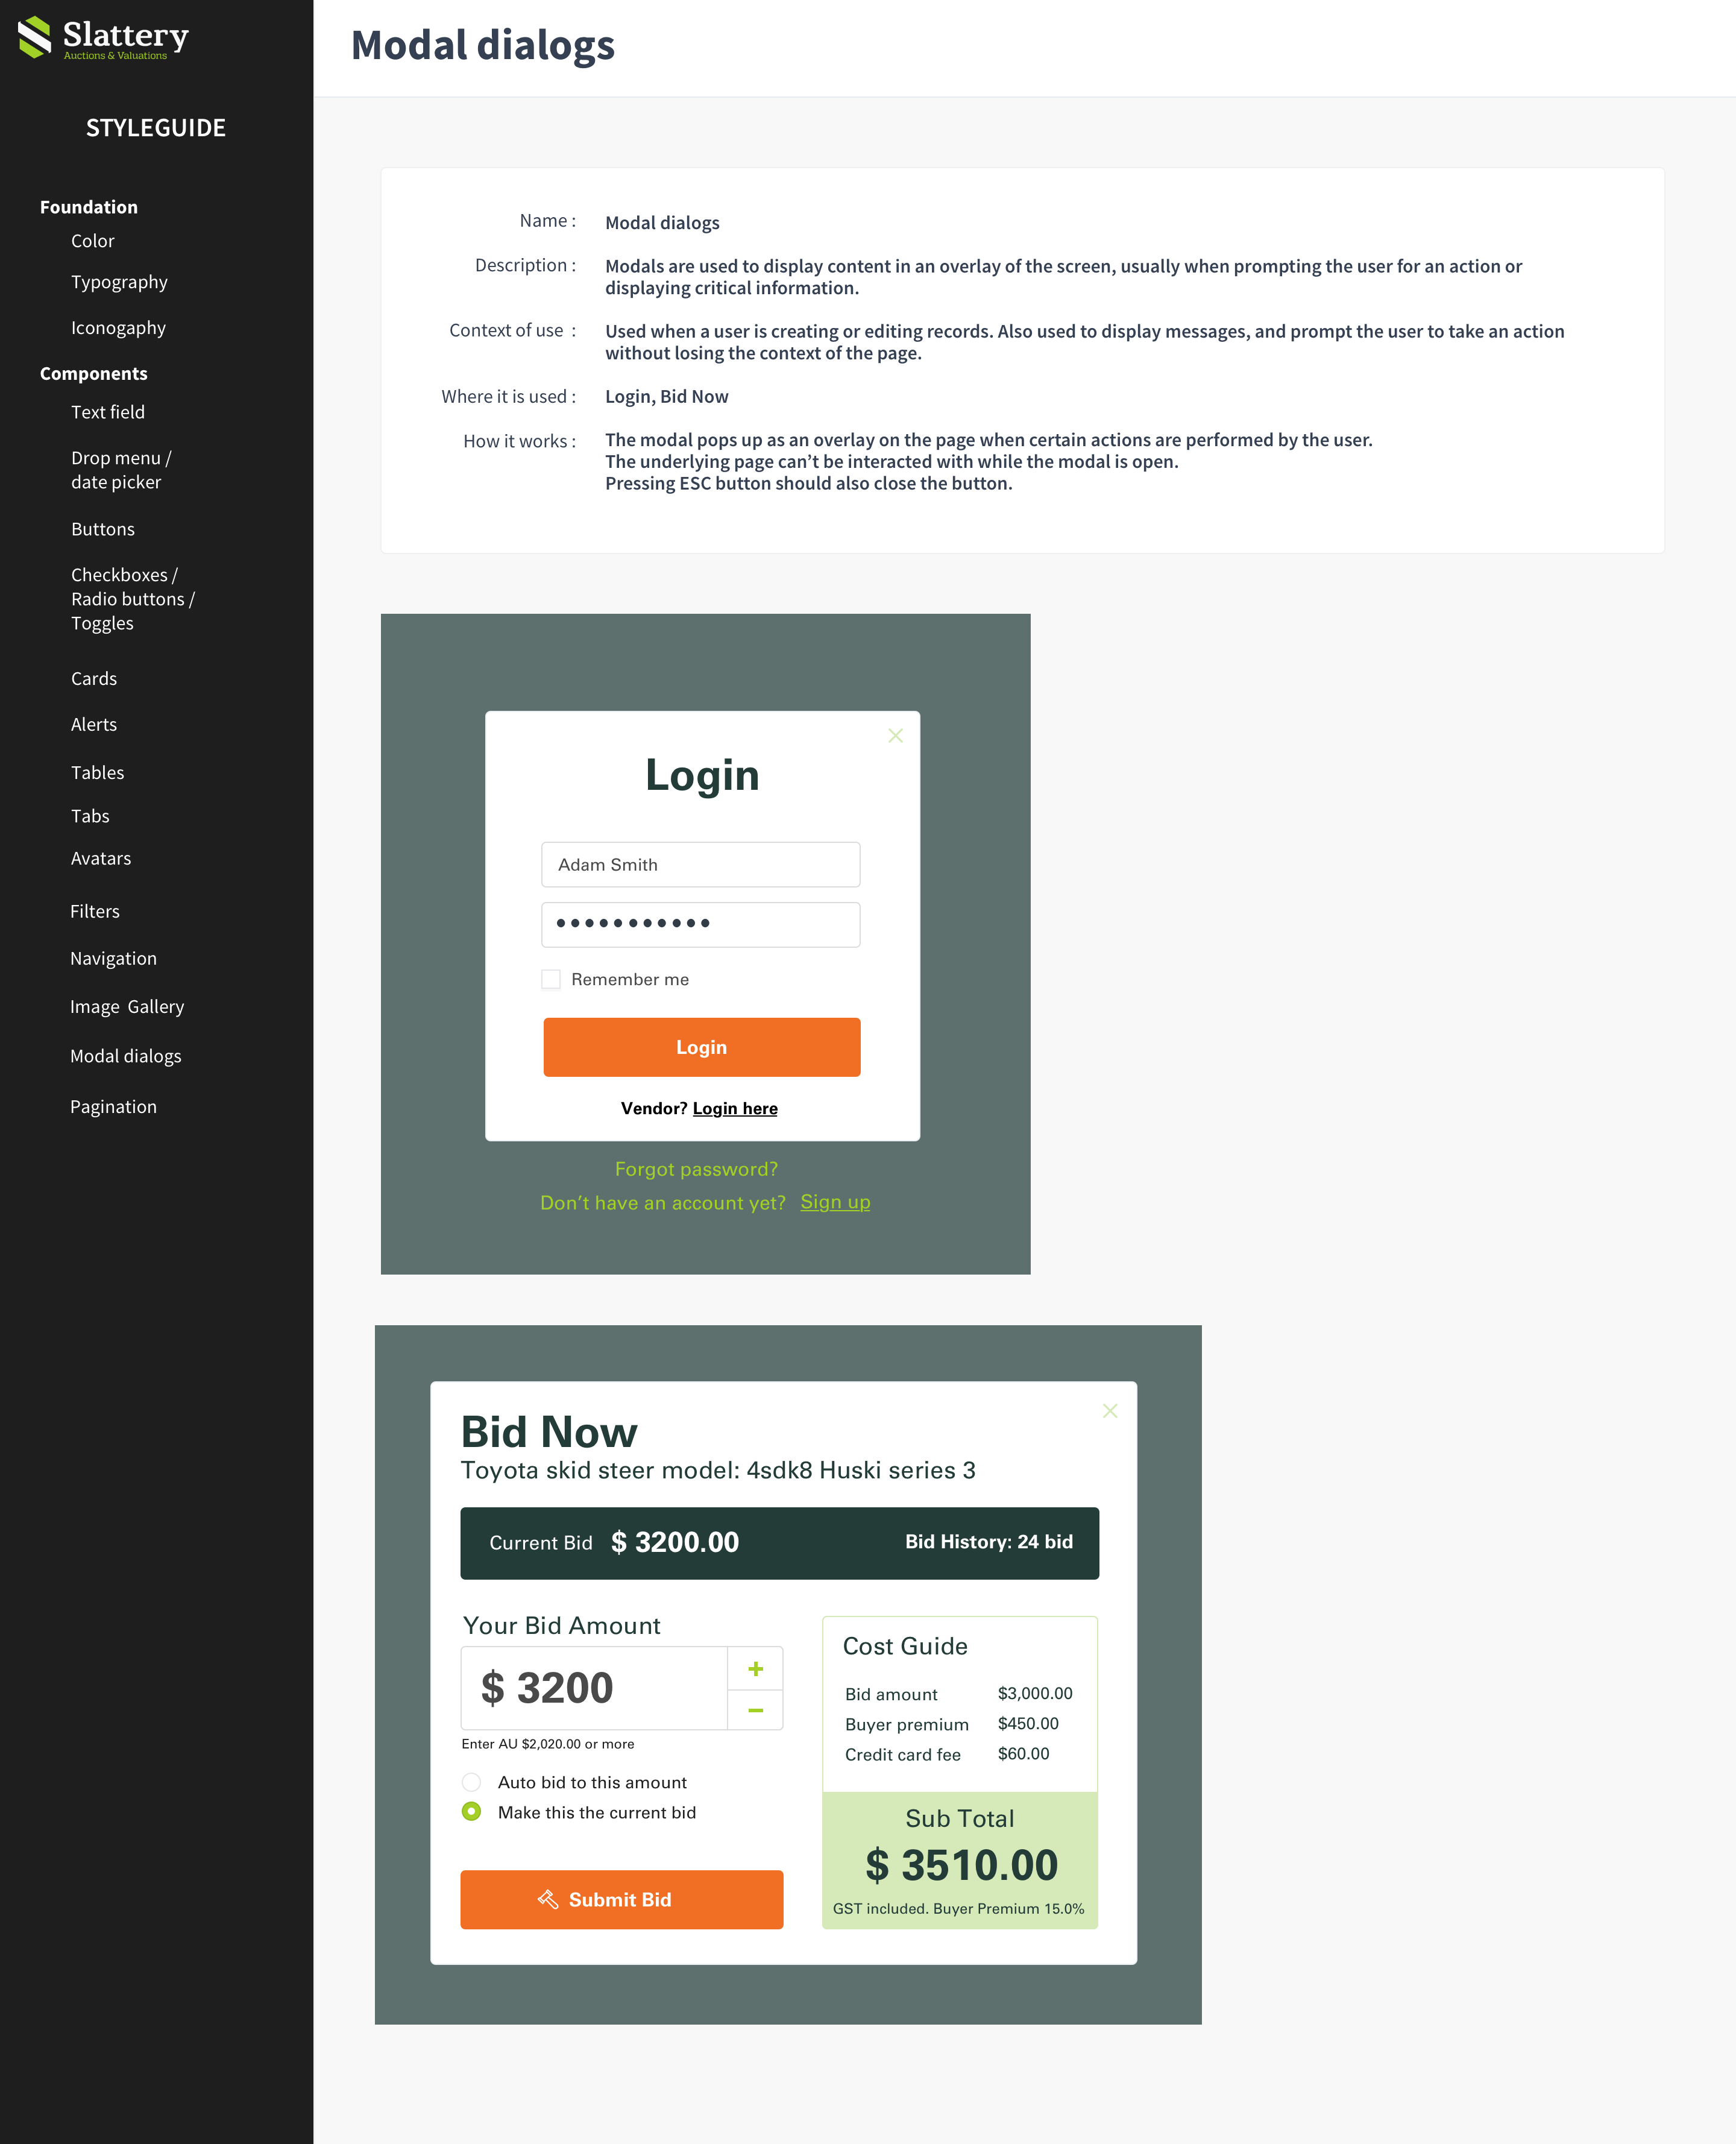 Slattery
Auctions & Valuations
STYLEGUIDE
Foundation
Color
Typography
Iconogaphy
Components
Text field
Drop menu /
date picker
Buttons
Checkboxes /
Radio buttons /
Toggles
Cards
Alerts
Tables
Tabs
Avatars
Filters
Navigation
Image Gallery
Modal dialogs
Pagination
Modal dialogs
Name : Modal dialogs
Description : Modals are used to display content in an overlay of the screen, usually when prompting the user for an action or
displaying critical information.
Context of use : Used when a user is creating or editing records. Also used to display messages, and prompt the user to take an action
without losing the context of the page.
Where it is used : Login, Bid Now
How it works : The modal pops up as an overlay on the page when certain actions are performed by the user.
The underlying page can’t be interacted with while the modal is open.
Pressing ESC button should also close the button.
Login
Adam Smith
Remember me
Login
Vendor? Login here
Forgot password?
Don’t have an account yet? Sign up
Bid Now
Toyota skid steer model: 4sdk8 Huski series 3
Current Bid $ 3200.00 Bid History: 24 bid
Your Bid Amount
$ 3200
+
−
Enter AU $2,020.00 or more
Auto bid to this amount
Make this the current bid
Submit Bid
Cost Guide
Bid amount $3,000.00
Buyer premium $450.00
Credit card fee $60.00
Sub Total
$ 3510.00
GST included. Buyer Premium 15.0%